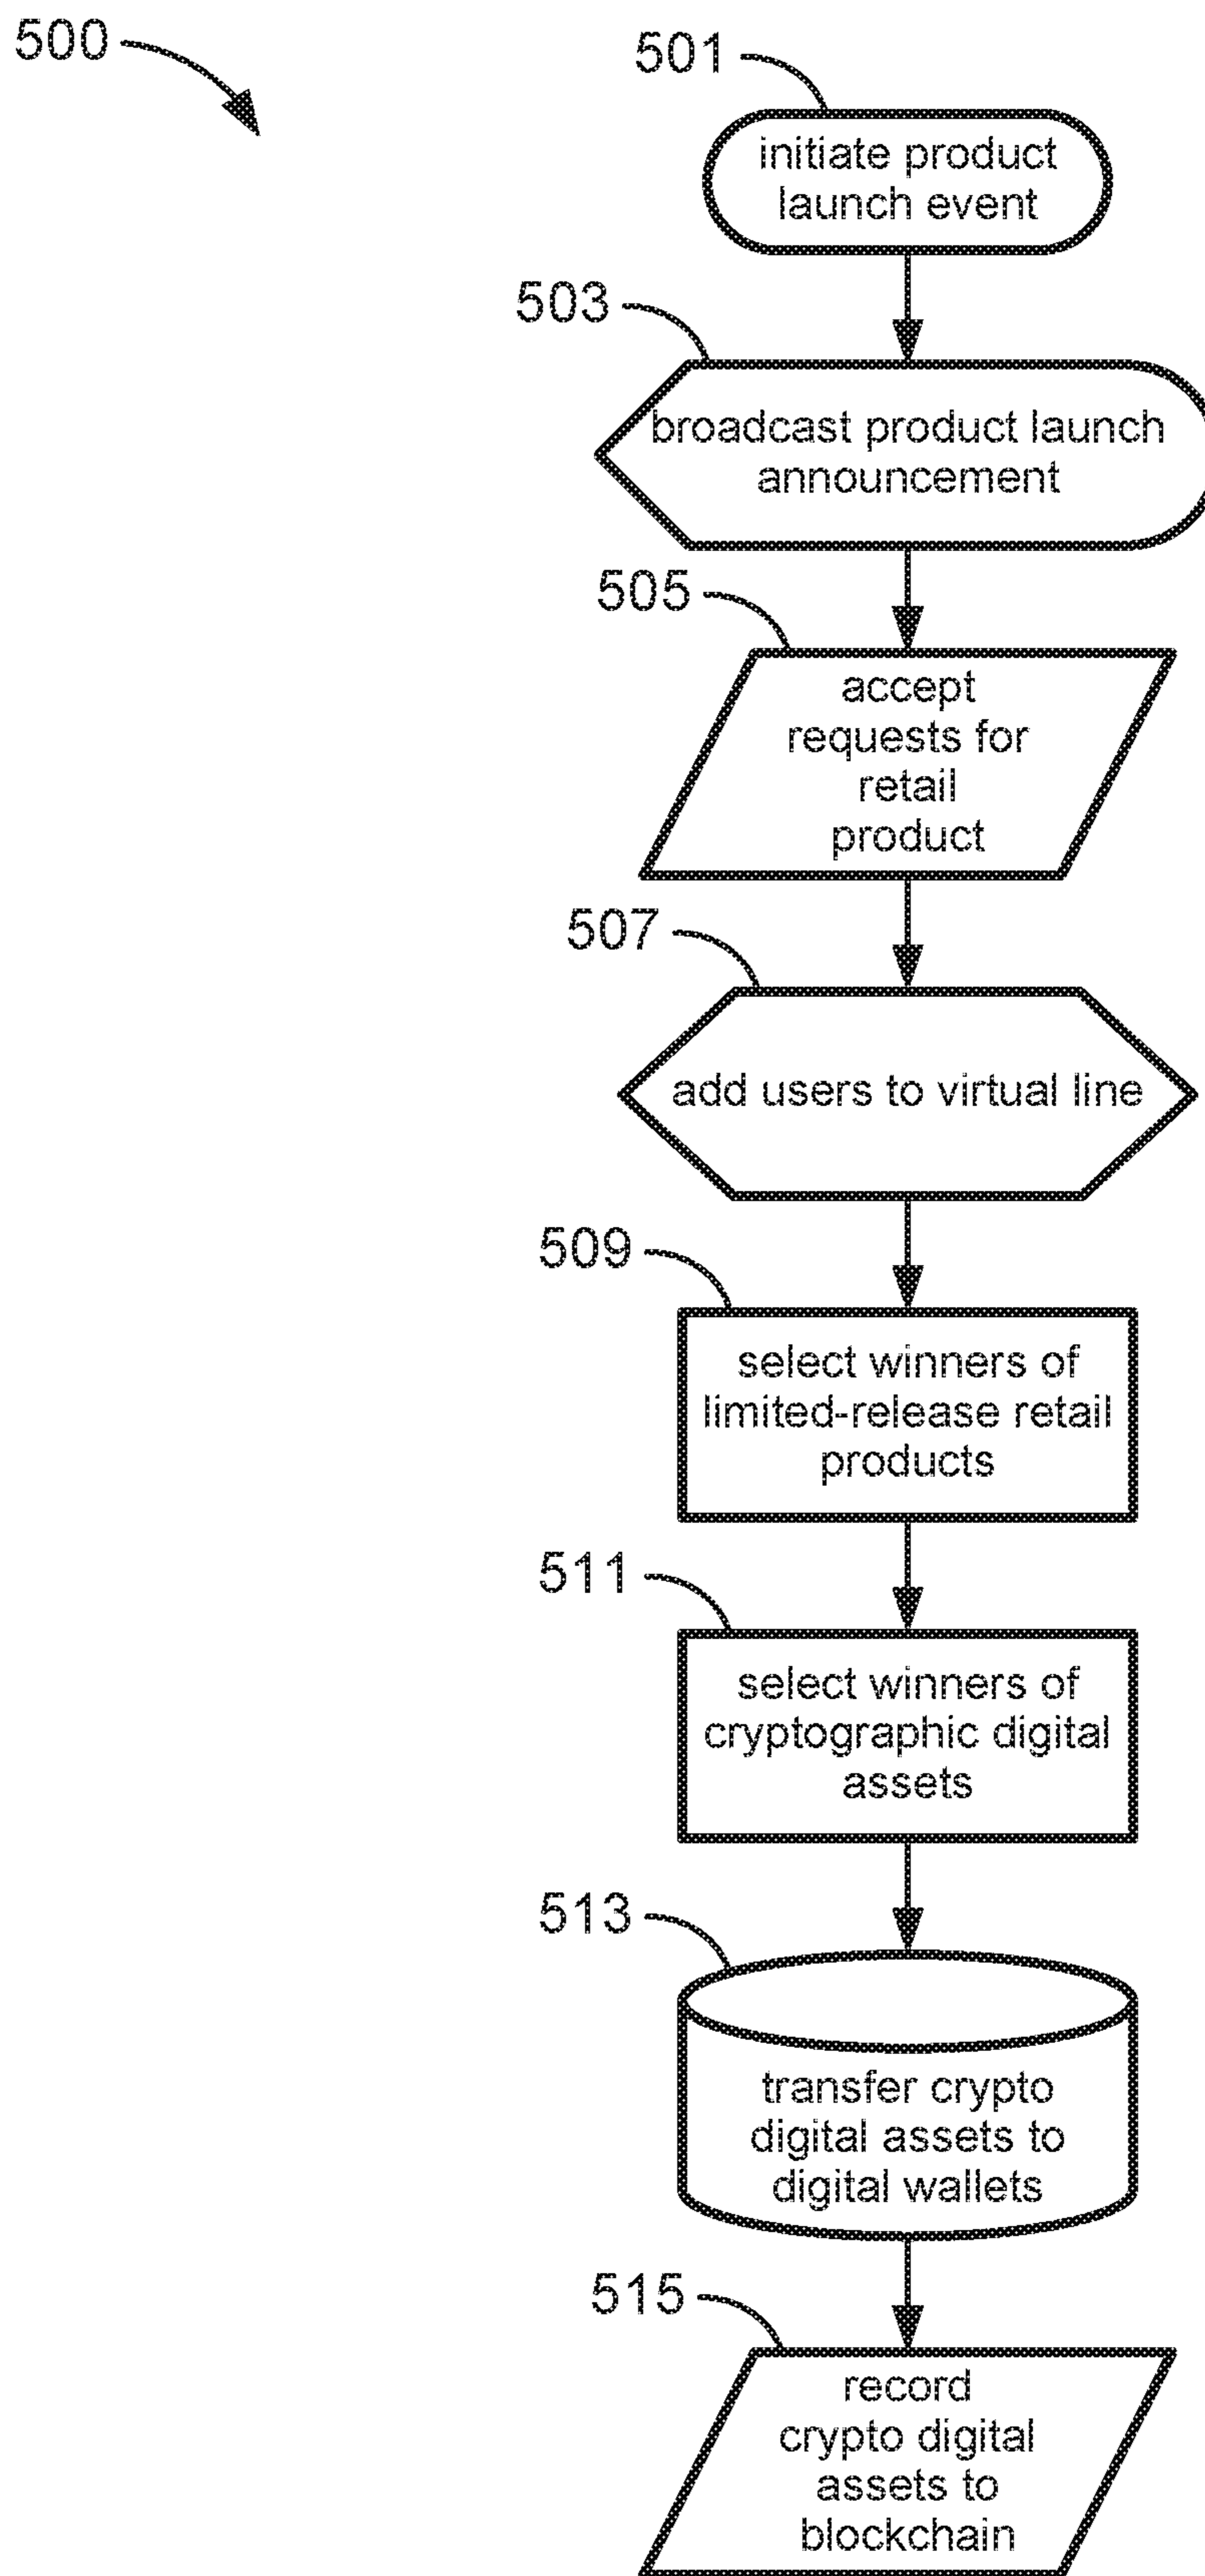 500
501
initiate product
launch event
503
broadcast product launch
announcement
505
accept
requests for
retail
product
507
add users to virtual line
509
select winners of
limited-release retail
products
511
select winners of
cryptographic digital
assets
513
transfer crypto
digital assets to
digital wallets
515
record
crypto digital
assets to
blockchain